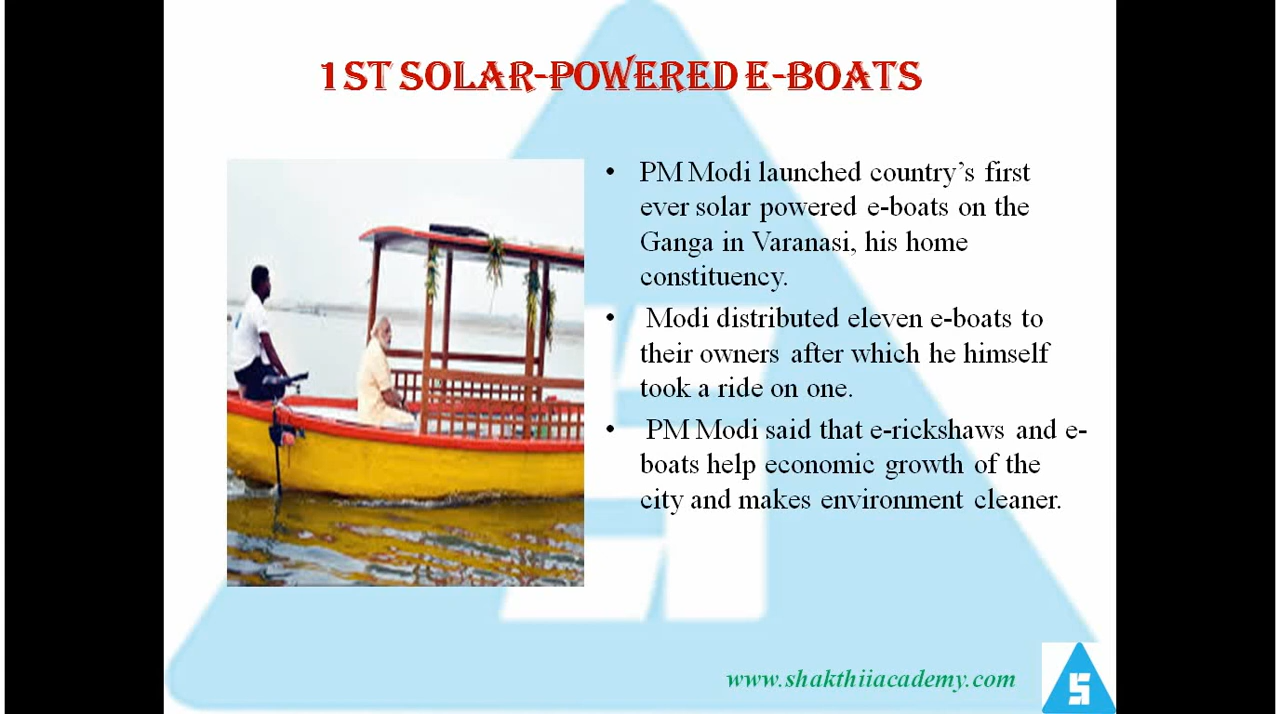 1ST SOLAR-POWERED E-BOATS
• PM Modi launched country’s first
ever solar powered e-boats on the
Ganga in Varanasi, his home
constituency.
• Modi distributed eleven e-boats to
their owners after which he himself
took a ride on one.
• PM Modi said that e-rickshaws and e-
boats help economic growth of the
city and makes environment cleaner.
www.shakthiiacademy.com